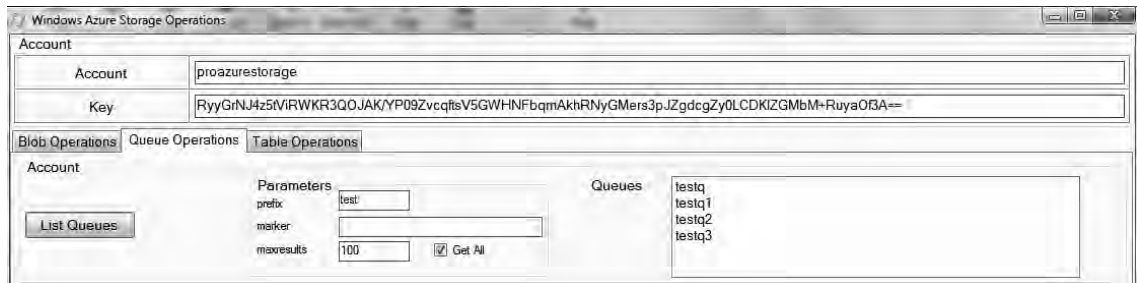 Windows Azure Storage Operations
Account
Account proazurestorage
Key RyyGrNJ4z5tViRWKR3QOJAK/YP09ZvcqftsV5GWHNFbqmAkhRNyGMers3pJZgdcgZy0LCDKlZGMbM+RuyaOf3A==
Blob Operations Queue Operations Table Operations
Account
Parameters Queues
prefix test
List Queues
marker
maxresults 100 Get All
testq
testq1
testq2
testq3